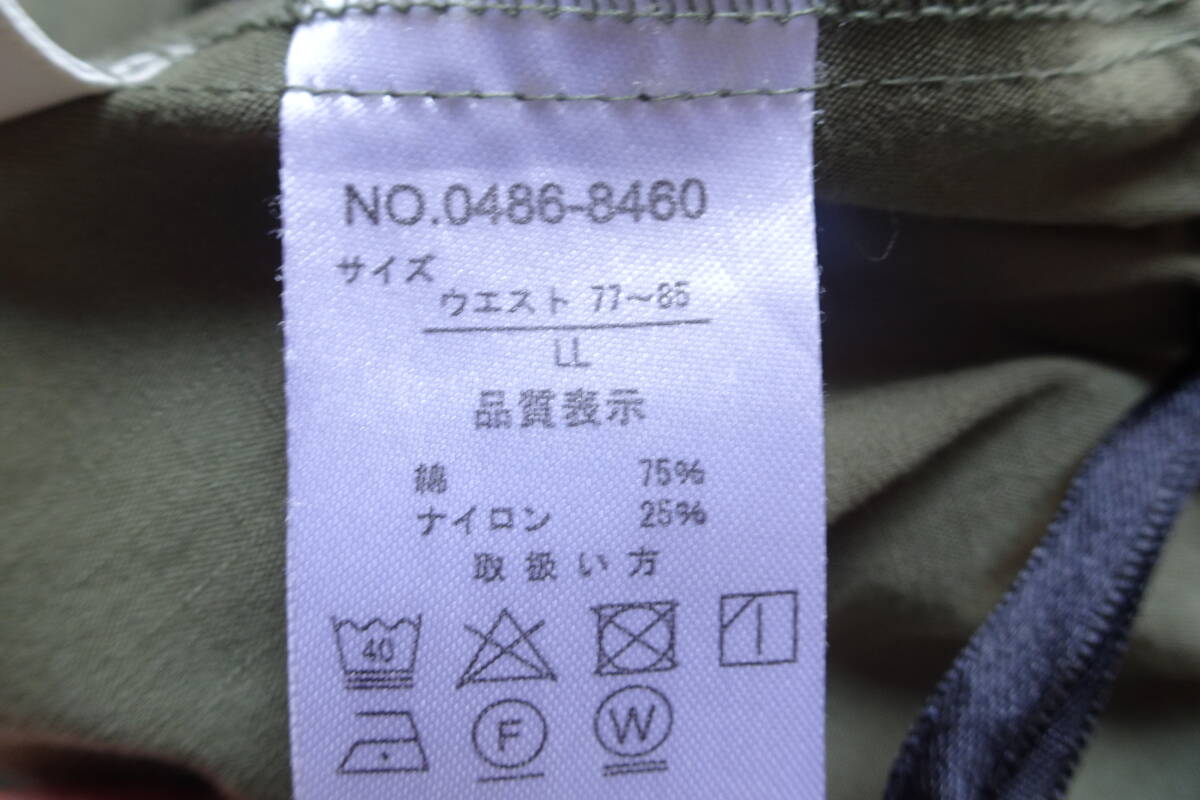 NO.0486-8460
サイズ
ウエスト 77～85
LL
品質表示
綿 75%
ナイロン 25%
取扱い方
40
F
W